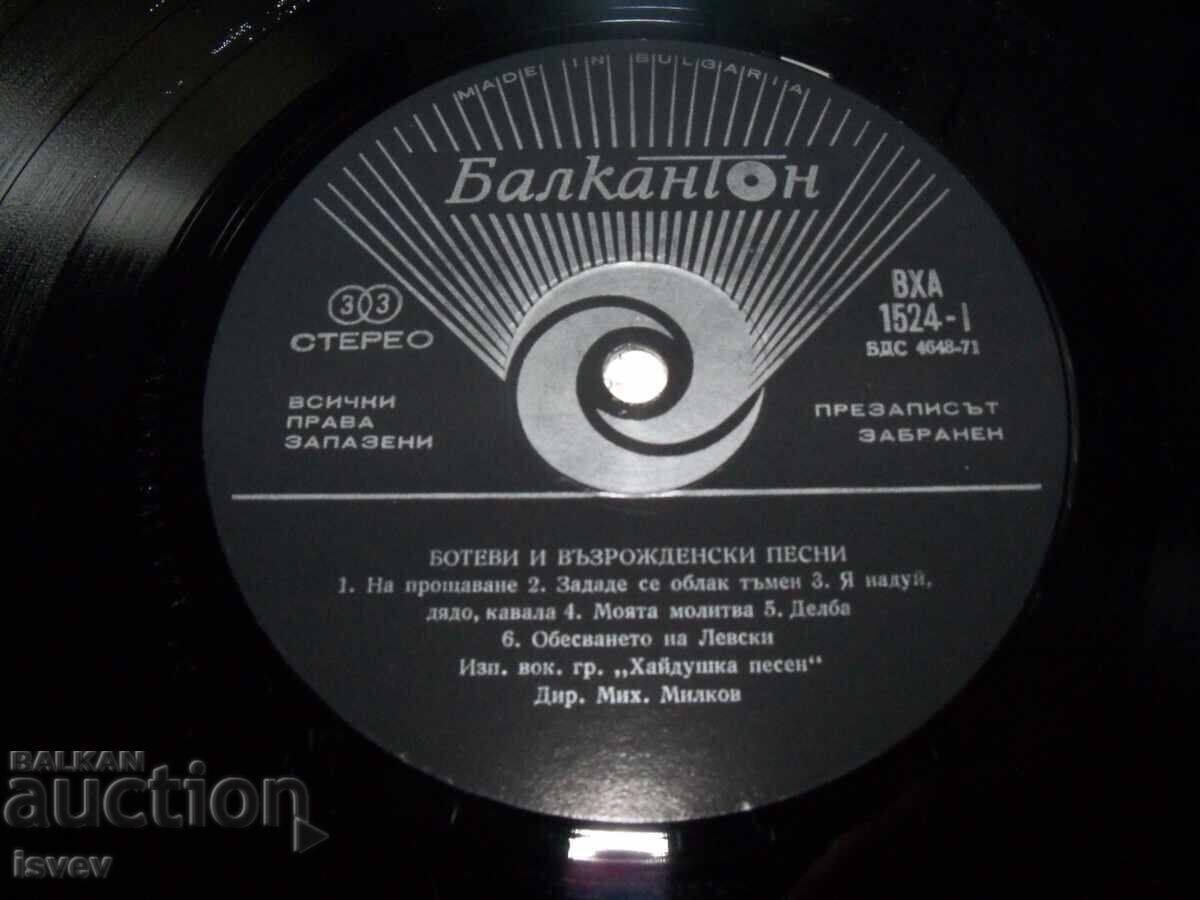 MADE IN BULGARIA
Балкантон
33
СТЕРЕО
ВХА
1524-I
БДС 4648-71
ВСИЧКИ
ПРАВА
ЗАПАЗЕНИ
ПРЕЗАПИСЪТ
ЗАБРАНЕН
БОТЕВИ И ВЪЗРОЖДЕНСКИ ПЕСНИ
1. На прощаване 2. Зададе се облак тъмен 3. Я надуй,
дядо, кавала 4. Моята молитва 5. Делба
6. Обесването на Левски
Изп. вок. гр. „Хайдушка песен“
Дир. Мих. Милков
BALKAN
auction
isvev